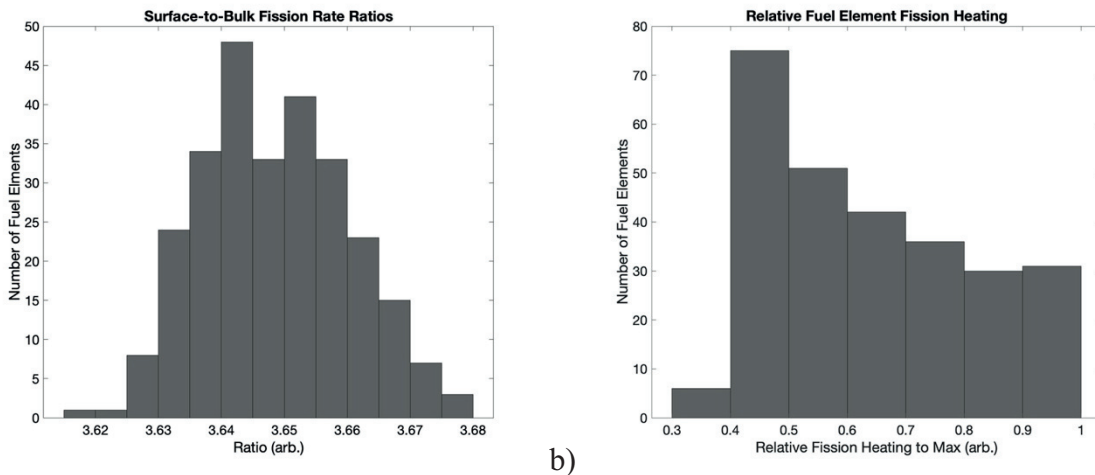 Surface-to-Bulk Fission Rate Ratios
50
45
40
35
30
25
20
15
10
5
0
Number of Fuel Elments
3.62 3.63 3.64 3.65 3.66 3.67 3.68
Ratio (arb.)
b)
Relative Fuel Element Fission Heating
80
70
60
50
40
30
20
10
0
Number of Fuel Elements
0.3 0.4 0.5 0.6 0.7 0.8 0.9 1
Relative Fission Heating to Max (arb.)